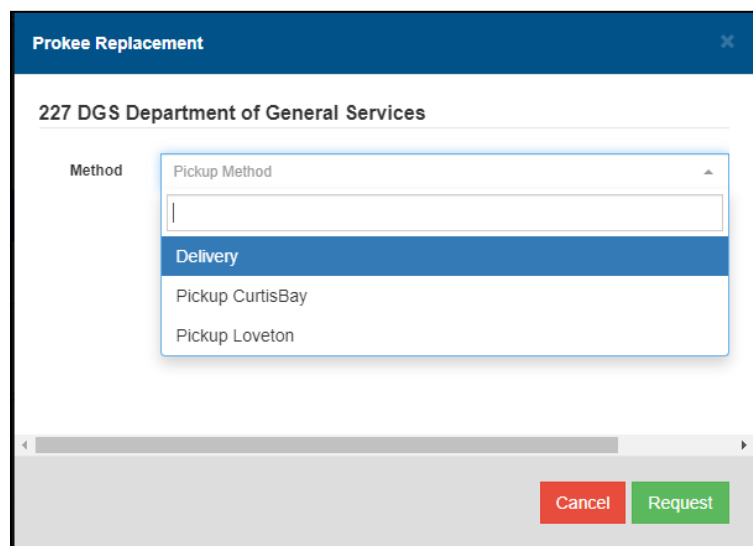 Prokee Replacement
227 DGS Department of General Services
Method Pickup Method
Delivery
Pickup CurtisBay
Pickup Loveton
Cancel Request